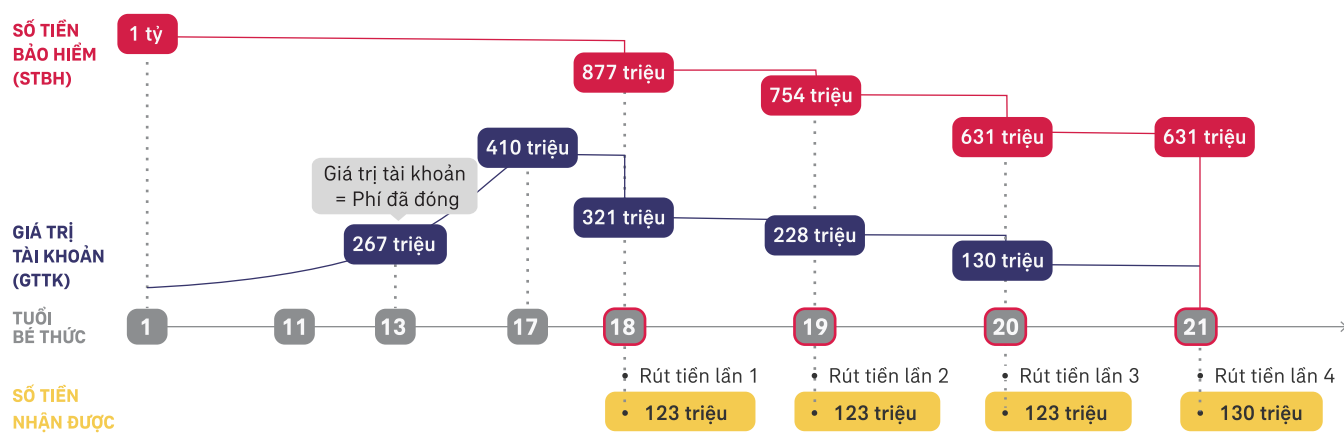 SỐ TIỀN
BẢO HIỂM
(STBH)
1 tỷ
877 triệu
754 triệu
631 triệu
631 triệu
410 triệu
Giá trị tài khoản
= Phí đã đóng
GIÁ TRỊ
TÀI KHOẢN
(GTTK)
267 triệu
321 triệu
228 triệu
130 triệu
TUỔI
BÉ THỨC
1
11
13
17
18
19
20
21
SỐ TIỀN
NHẬN ĐƯỢC
• Rút tiền lần 1
• 123 triệu
• Rút tiền lần 2
• 123 triệu
• Rút tiền lần 3
• 123 triệu
• Rút tiền lần 4
• 130 triệu